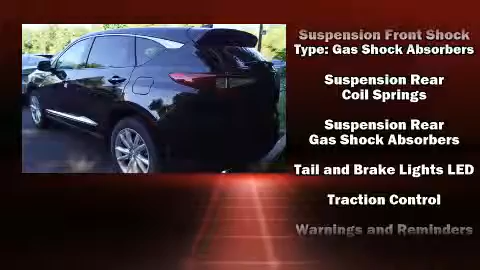 Suspension Front Shock
Type: Gas Shock Absorbers
Suspension Rear
Coil Springs
Suspension Rear
Gas Shock Absorbers
Tail and Brake Lights LED
Traction Control
Warnings and Reminders